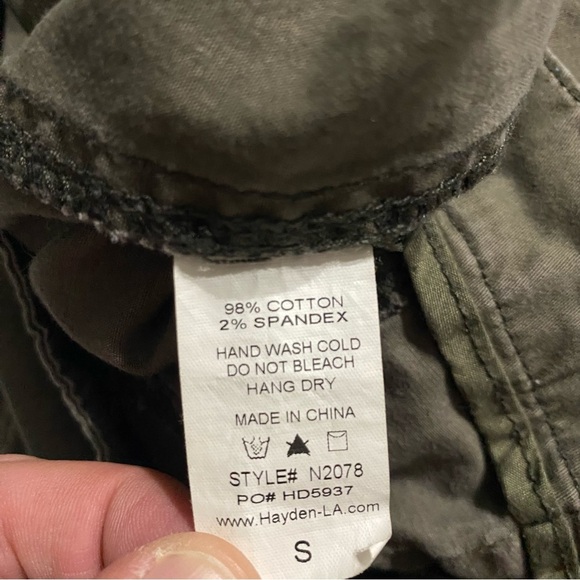 98% COTTON
2% SPANDEX
HAND WASH COLD
DO NOT BLEACH
HANG DRY
MADE IN CHINA
STYLE# N2078
PO# HD5937
www.Hayden-LA.com
S